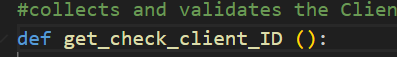 #collects and validates the Clien
def get_check_client_ID ():